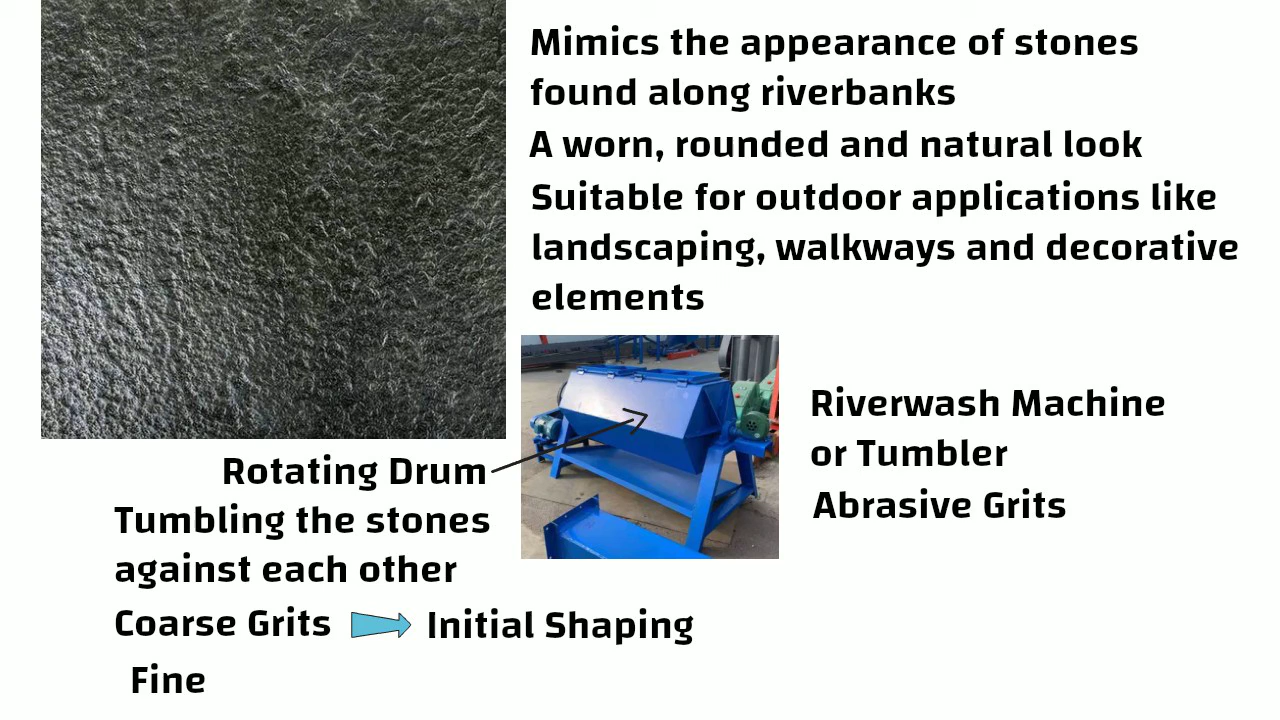 Mimics the appearance of stones
found along riverbanks
A worn, rounded and natural look
Suitable for outdoor applications like
landscaping, walkways and decorative
elements
Riverwash Machine
or Tumbler
Abrasive Grits
Rotating Drum
Tumbling the stones
against each other
Coarse Grits
Initial Shaping
Fine